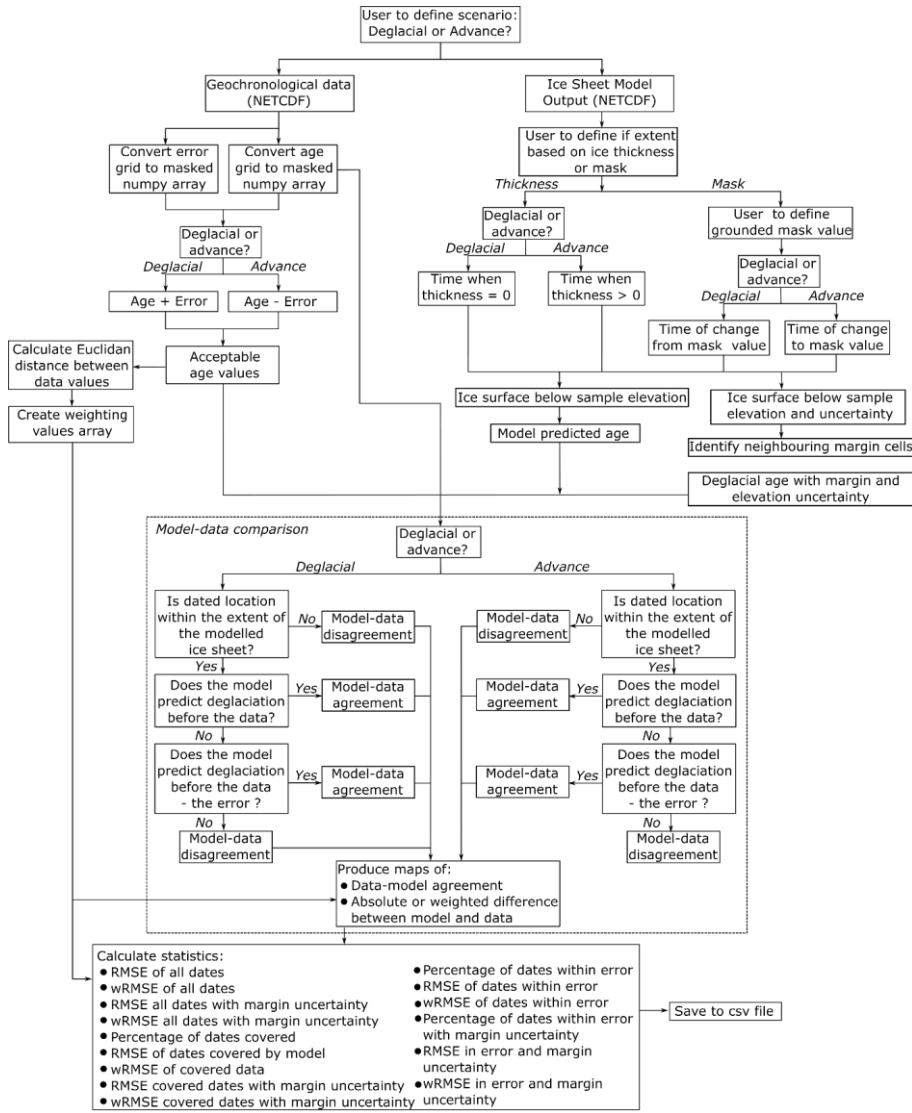 User to define scenario:
Deglacial or Advance?
Geochronological data
(NETCDF)
Ice Sheet Model
Output (NETCDF)
Convert error
grid to masked
numpy array
Convert age
grid to masked
numpy array
User to define if extent
based on ice thickness
or mask
Thickness
Mask
Deglacial or
advance?
Deglacial
Advance
Age + Error
Age - Error
Deglacial or
advance?
Deglacial
Advance
Time when
thickness = 0
Time when
thickness > 0
User to define
grounded mask value
Deglacial or
advance?
Deglacial
Advance
Time of change
from mask value
Time of change
to mask value
Calculate Euclidan
distance between
data values
Acceptable
age values
Create weighting
values array
Ice surface below sample elevation
Model predicted age
Ice surface below sample
elevation and uncertainty
Identify neighbouring margin cells
Deglacial age with margin and
elevation uncertainty
Model-data comparison
Deglacial or
advance?
Deglacial
Advance
Is dated location
within the extent of
the modelled
ice sheet?
No
Model-data
disagreement
Yes
Does the model
predict deglaciation
before the data?
Yes
Model-data
agreement
No
Does the model
predict deglaciation
before the data
- the error ?
Yes
Model-data
agreement
No
Model-data
disagreement
Is dated location
within the extent of
the modelled
ice sheet?
No
Model-data
disagreement
Yes
Does the model
predict deglaciation
before the data?
Yes
Model-data
agreement
No
Does the model
predict deglaciation
before the data
- the error ?
Yes
Model-data
agreement
No
Model-data
disagreement
Produce maps of:
● Data-model agreement
● Absolute or weighted difference
between model and data
Calculate statistics:
● RMSE of all dates
● wRMSE of all dates
● RMSE all dates with margin uncertainty
● wRMSE all dates with margin uncertainty
● Percentage of dates covered
● RMSE of dates covered by model
● wRMSE of covered data
● RMSE covered dates with margin uncertainty
● wRMSE covered dates with margin uncertainty
● Percentage of dates within error
● RMSE of dates within error
● wRMSE of dates within error
● Percentage of dates within error
with margin uncertainty
● RMSE in error and margin
uncertainty
● wRMSE in error and margin
uncertainty
Save to csv file